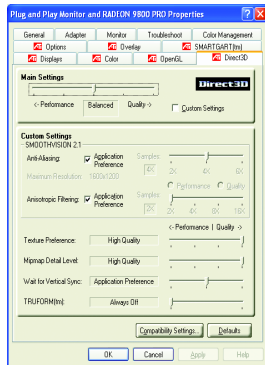 Plug and Play Monitor and RADEON 9800 PRO Properties
General Adapter Monitor Troubleshoot Color Management
Options Overlay SMARTGART(tm)
Displays Color OpenGL Direct3D
Main Settings
Direct3D
<- Performance Balanced Quality -> Custom Settings
Custom Settings
SMOOTHVISION 2.1
Anti-Aliasing: Application Preference Samples:
4X 2X 4X 6X
Maximum Resolution: 1600x1200
Performance Quality
Anisotropic Filtering: Application Preference Samples:
2X 2X 4X 8X 16X
<- Performance | Quality ->
Texture Preference: High Quality
Mipmap Detail Level: High Quality
Wait for Vertical Sync: Application Preference
TRUFORM(tm): Always Off
Compatibility Settings... Defaults
OK Cancel Apply Help